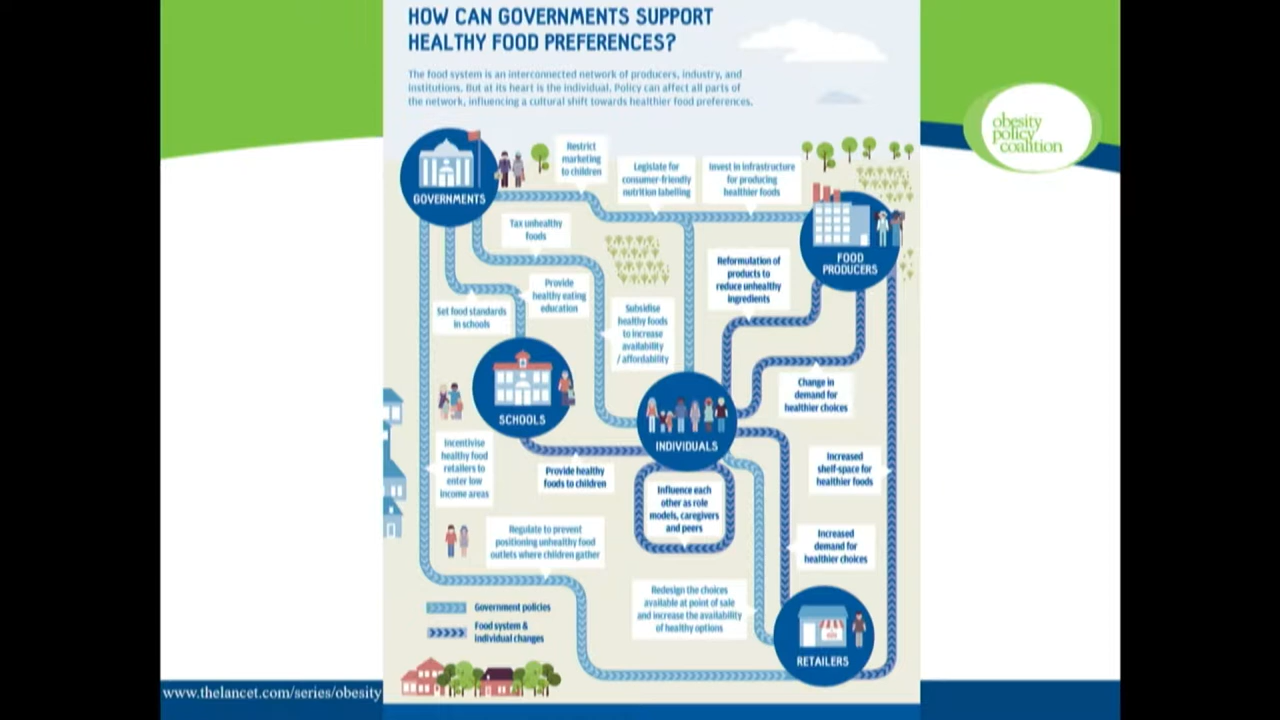 HOW CAN GOVERNMENTS SUPPORT
HEALTHY FOOD PREFERENCES?
The food system is an interconnected network of producers, industry, and
institutions. But at its heart is the individual. Policy can affect all parts of
the network, influencing a cultural shift towards healthier food preferences.
obesity
policy
coalition
GOVERNMENTS
Restrict
marketing
to children
Legislate for
consumer-friendly
nutrition labelling
Invest in infrastructure
for producing
healthier foods
Tax unhealthy
foods
FOOD
PRODUCERS
Provide
healthy eating
education
Set food standards
in schools
Subsidise
healthy foods
to increase
availability
/ affordability
Reformulation of
products to
reduce unhealthy
ingredients
SCHOOLS
INDIVIDUALS
Change in
demand for
healthier choices
Incentivise
healthy food
retailers to
enter low
income areas
Provide healthy
foods to children
Influence each
other as role
models, caregivers
and peers
Increased
shelf-space for
healthier foods
Regulate to prevent
positioning unhealthy food
outlets where children gather
Increased
demand for
healthier choices
Redesign the choices
available at point of sale
and increase the availability
of healthy options
Government policies
Food system &
individual changes
RETAILERS
www.thelancet.com/series/obesity